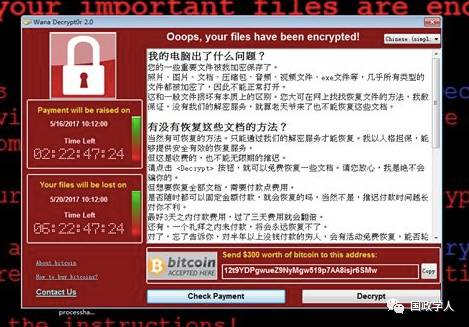 your important files are en
Wana Decrypt0r 2.0
Ooops, your files have been encrypted!
Chinese (simpl
Payment will be raised on
5/16/2017 10:12:00
Time Left
02:22:47:24
Your files will be lost on
5/20/2017 10:12:00
Time Left
06:22:47:24
About bitcoin
How to buy bitcoins?
Contact Us
我的电脑出了什么问题？
您的一些重要文件被我加密保存了。
照片、图片、文档、压缩包、音频、视频文件、exe文件等，几乎所有类型的
文件都被加密了，因此不能正常打开。
这和一般文件损坏有本质上的区别。您大可在网上找找恢复文件的方法，我敢
保证，没有我们的解密服务，就算老天爷来了也不能恢复这些文档。
有没有恢复这些文档的方法？
当然有可恢复的方法。只能通过我们的解密服务才能恢复。我以人格担保，能
够提供安全有效的恢复服务。
但这是收费的，也不能无限期的推迟。
请点击 <Decrypt> 按钮，就可以免费恢复一些文档。请您放心，我是绝不会
骗你的。
但想要恢复全部文档，需要付款点费用。
是否随时都可以固定金额付款，就会恢复的吗，当然不是，推迟付款时间越长
对你不利。
最好3天之内付款费用，过了三天费用就会翻倍。
还有，一个礼拜之内未付款，将会永远恢复不了。
对了，忘了告诉你，对半年以上没钱付款的穷人，会有活动免费恢复，能否轮
bitcoin
ACCEPTED HERE
Send $300 worth of bitcoin to this address:
12t9YDPgwueZ9NyMgw519p7AA8isjr6SMw
Copy
Check Payment
Decrypt
processha...
国政学人
the instructions!